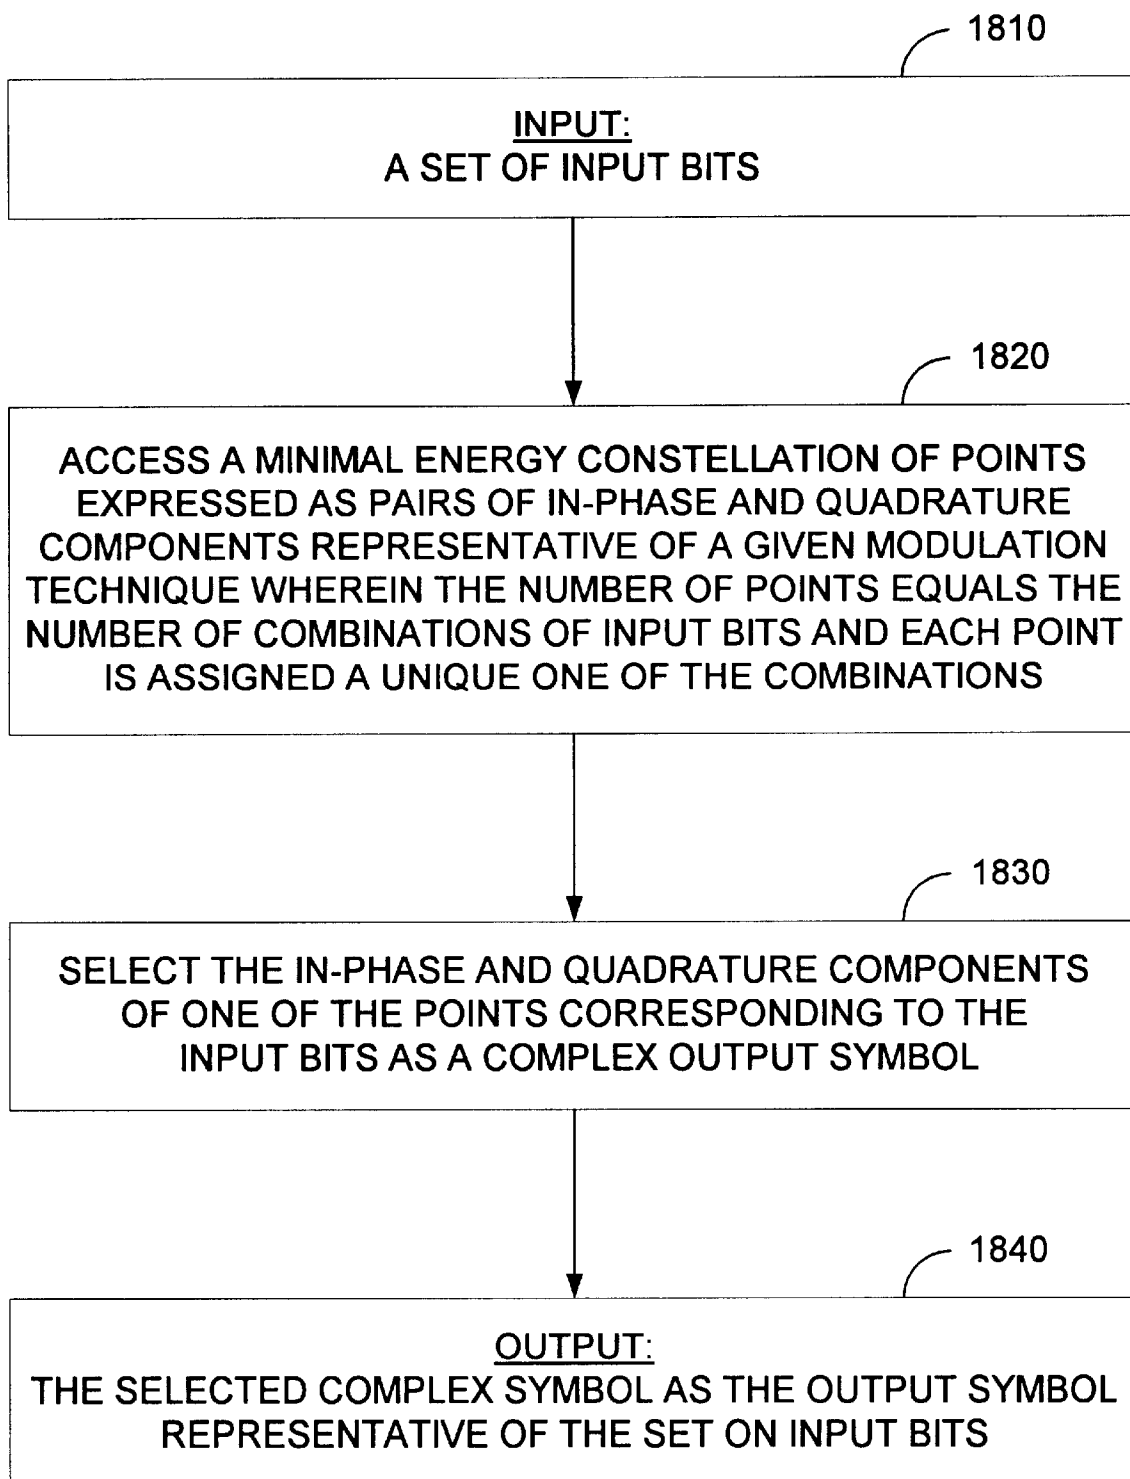 1810
INPUT:
A SET OF INPUT BITS
1820
ACCESS A MINIMAL ENERGY CONSTELLATION OF POINTS
EXPRESSED AS PAIRS OF IN-PHASE AND QUADRATURE
COMPONENTS REPRESENTATIVE OF A GIVEN MODULATION
TECHNIQUE WHEREIN THE NUMBER OF POINTS EQUALS THE
NUMBER OF COMBINATIONS OF INPUT BITS AND EACH POINT
IS ASSIGNED A UNIQUE ONE OF THE COMBINATIONS
1830
SELECT THE IN-PHASE AND QUADRATURE COMPONENTS
OF ONE OF THE POINTS CORRESPONDING TO THE
INPUT BITS AS A COMPLEX OUTPUT SYMBOL
1840
OUTPUT:
THE SELECTED COMPLEX SYMBOL AS THE OUTPUT SYMBOL
REPRESENTATIVE OF THE SET ON INPUT BITS